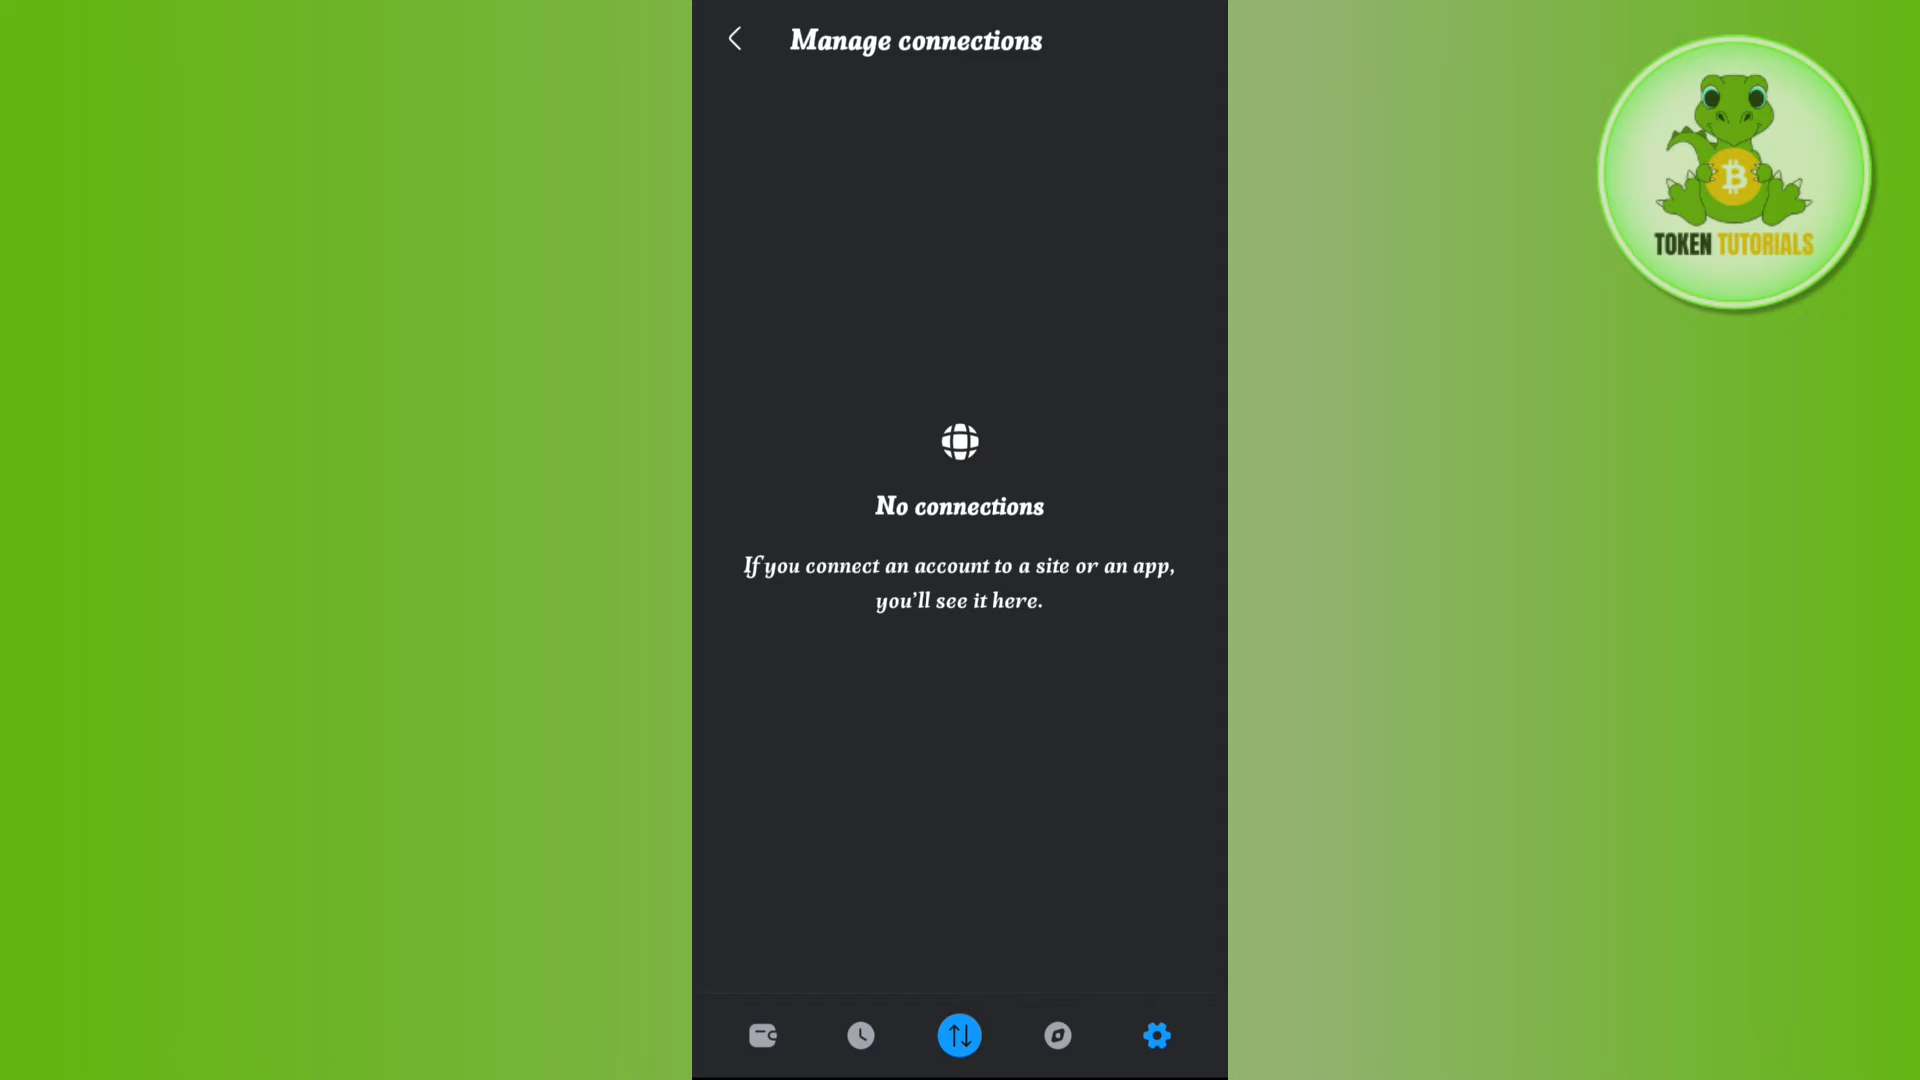 Manage connections
No connections
If you connect an account to a site or an app,
you'll see it here.
TOKEN TUTORIALS